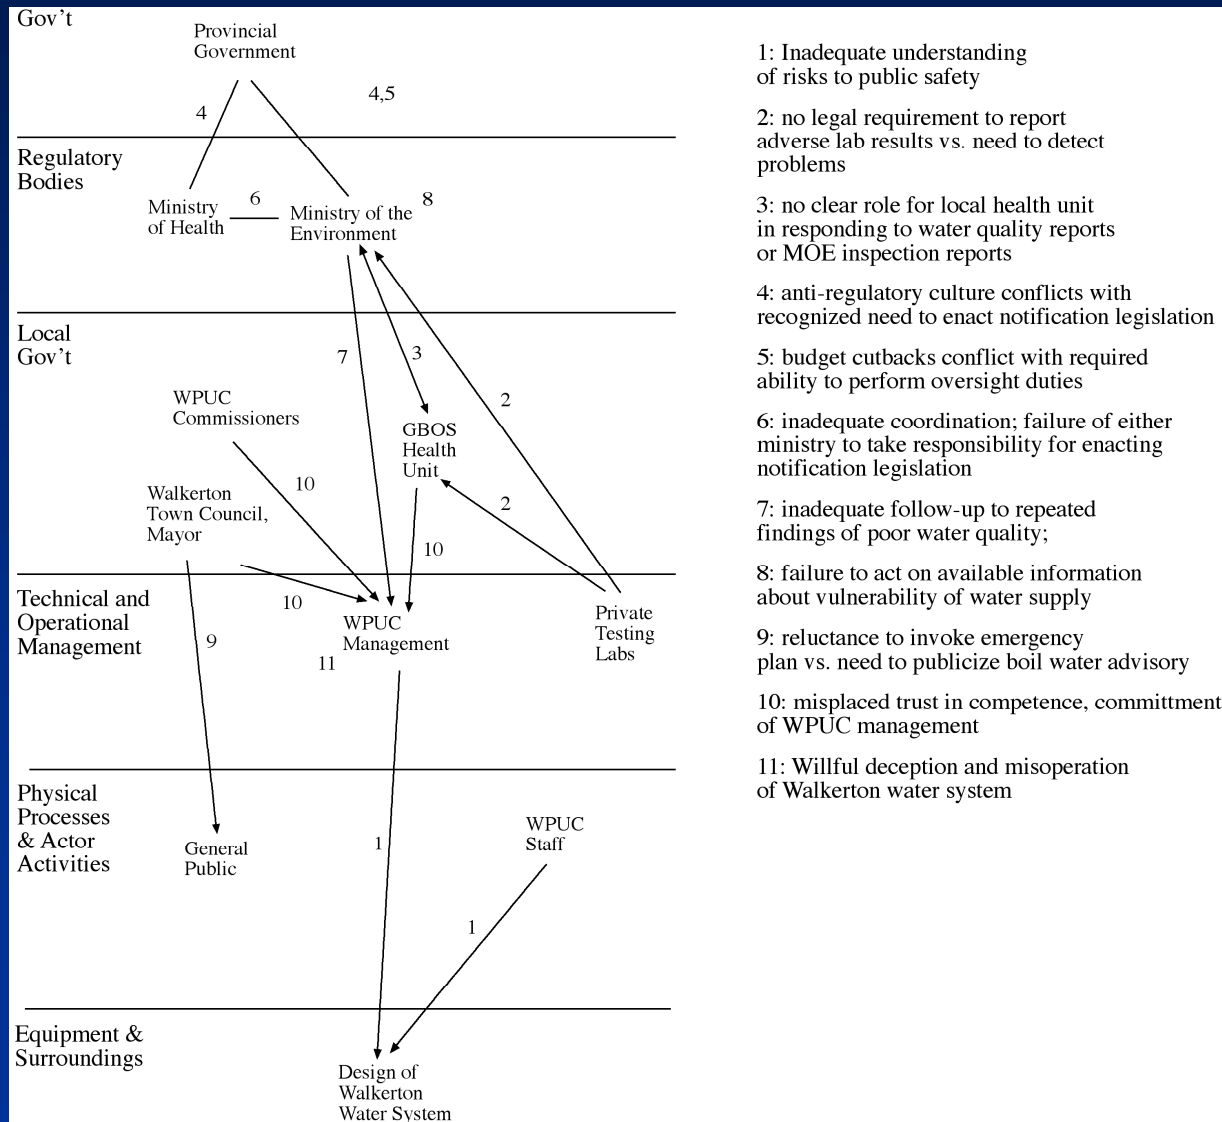 Gov't
Provincial
Government
4
4,5
Regulatory
Bodies
Ministry
of Health
6
Ministry of the
Environment
8
Local
Gov't
7
3
2
WPUC
Commissioners
GBOS
Health
Unit
10
Walkerton
Town Council,
Mayor
2
10
Technical and
Operational
Management
10
9
WPUC
Management
11
Private
Testing
Labs
Physical
Processes
& Actor
Activities
General
Public
1
WPUC
Staff
1
Equipment &
Surroundings
Design of
Walkerton
Water System
1: Inadequate understanding
of risks to public safety
2: no legal requirement to report
adverse lab results vs. need to detect
problems
3: no clear role for local health unit
in responding to water quality reports
or MOE inspection reports
4: anti-regulatory culture conflicts with
recognized need to enact notification legislation
5: budget cutbacks conflict with required
ability to perform oversight duties
6: inadequate coordination; failure of either
ministry to take responsibility for enacting
notification legislation
7: inadequate follow-up to repeated
findings of poor water quality;
8: failure to act on available information
about vulnerability of water supply
9: reluctance to invoke emergency
plan vs. need to publicize boil water advisory
10: misplaced trust in competence, committment
of WPUC management
11: Willful deception and misoperation
of Walkerton water system